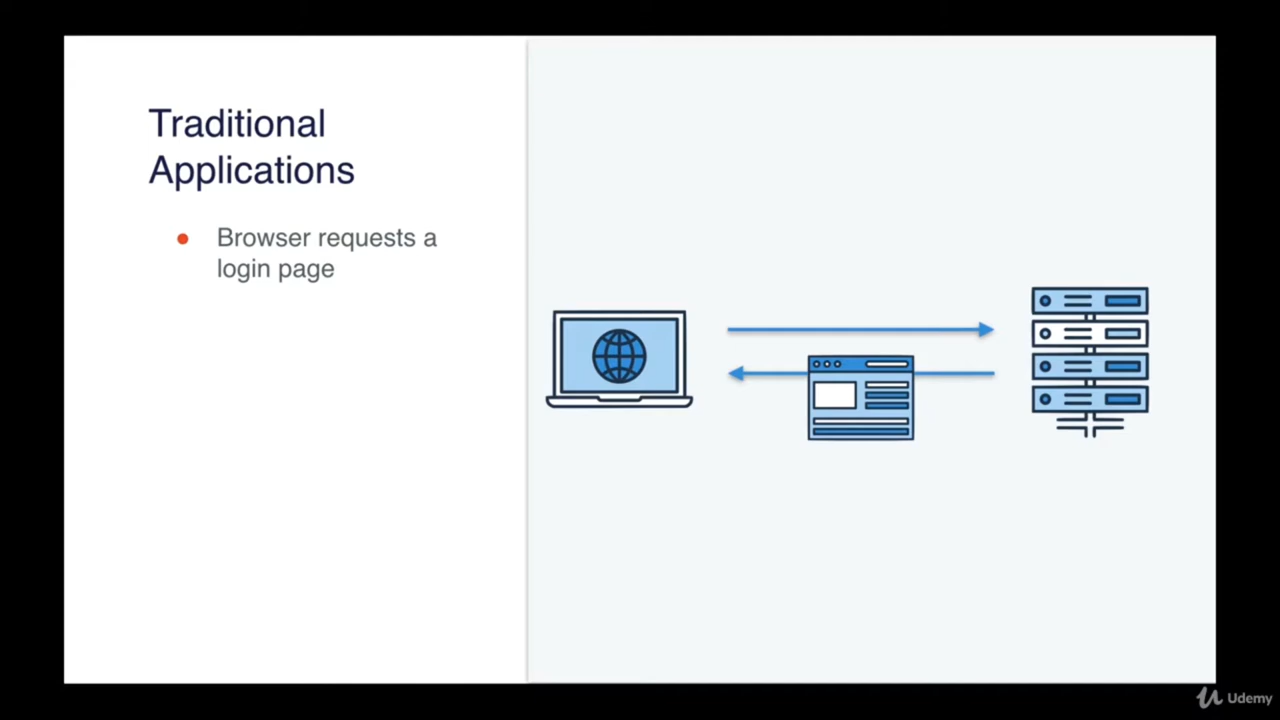 Traditional
Applications
Browser requests a
login page
Udemy